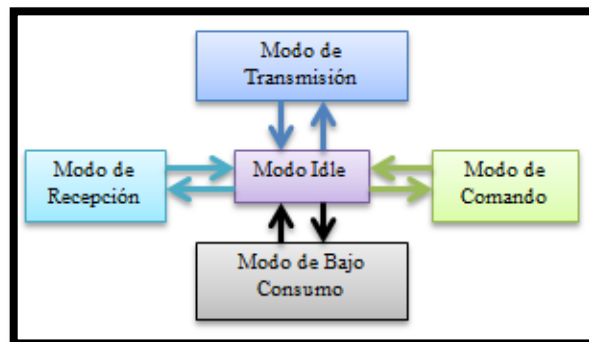 Modo de
Transmisión
Modo de
Recepción
Modo Idle
Modo de
Comando
Modo de Bajo
Consumo